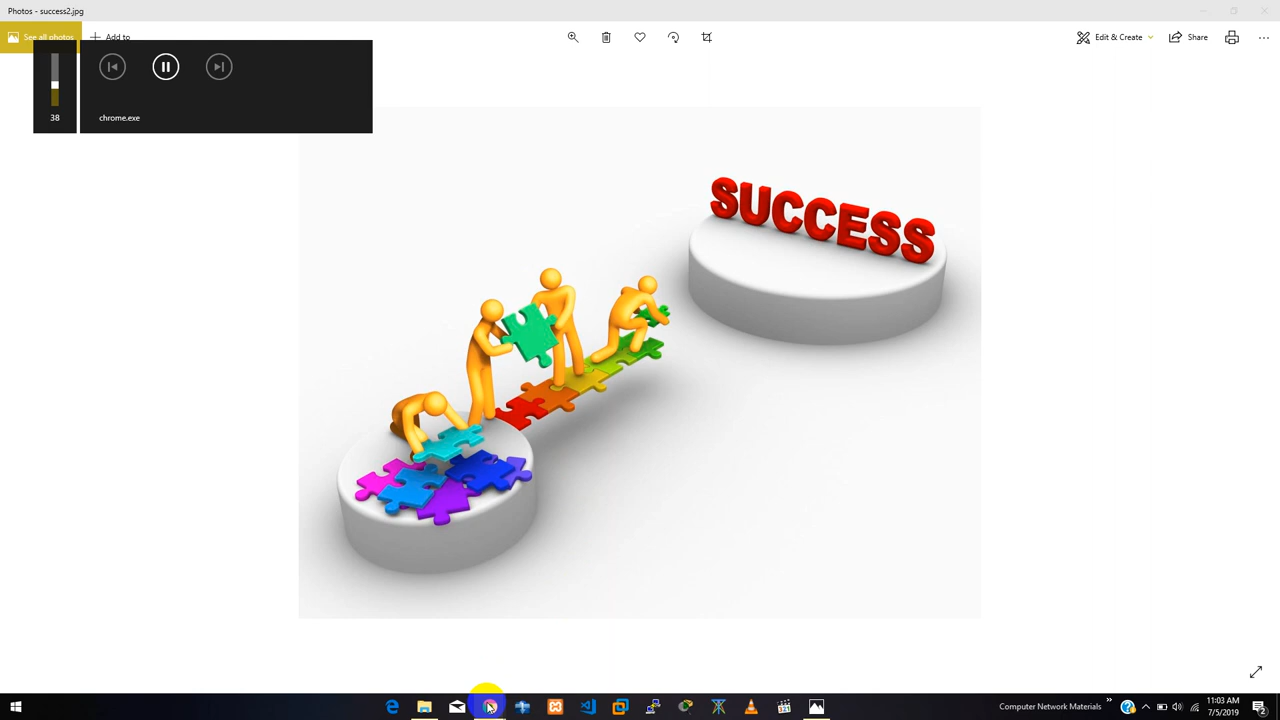 Photos - success2.jpg
See all photos
Add to
Edit & Create
Share
38
chrome.exe
SUCCESS
Computer Network Materials
11:03 AM
7/5/2019
2